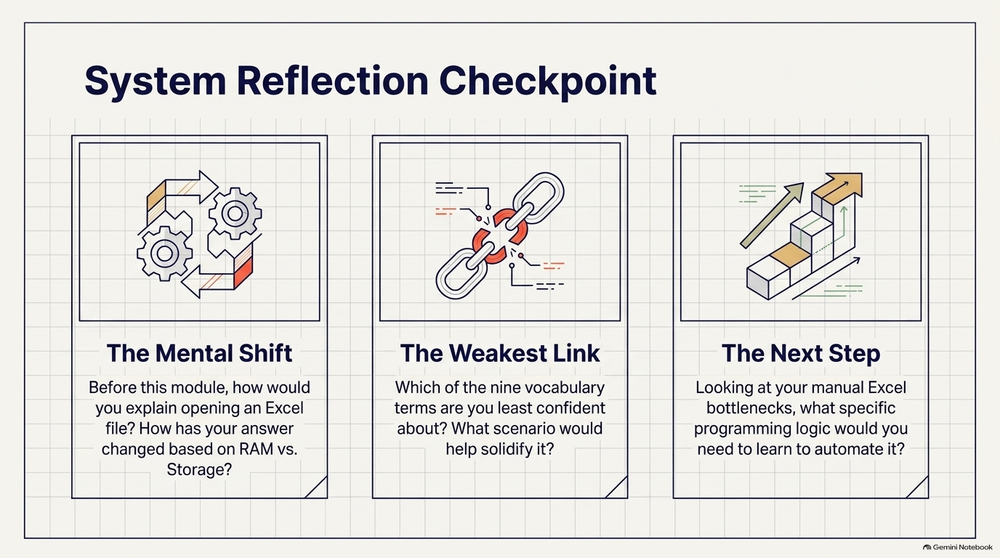 System Reflection Checkpoint
The Mental Shift
Before this module, how would
you explain opening an Excel
file? How has your answer
changed based on RAM vs.
Storage?
The Weakest Link
Which of the nine vocabulary
terms are you least confident
about? What scenario would
help solidify it?
The Next Step
Looking at your manual Excel
bottlenecks, what specific
programming logic would you
need to learn to automate it?
Gemini Notebook